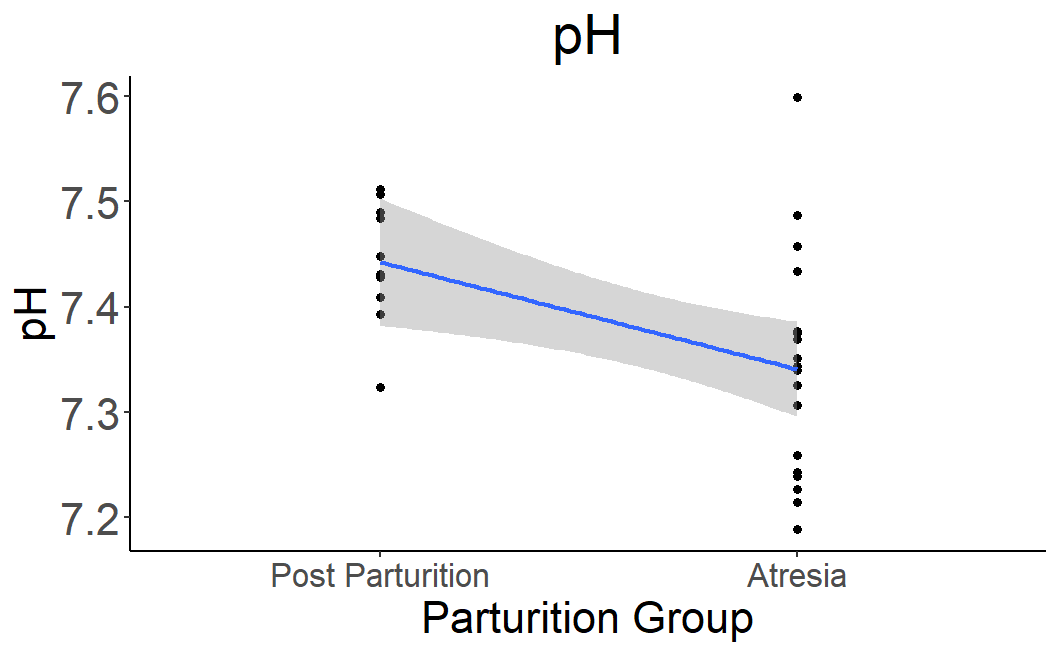 pH
7.6
7.5
7.4
7.3
7.2
pH
Post Parturition
Atresia
Parturition Group